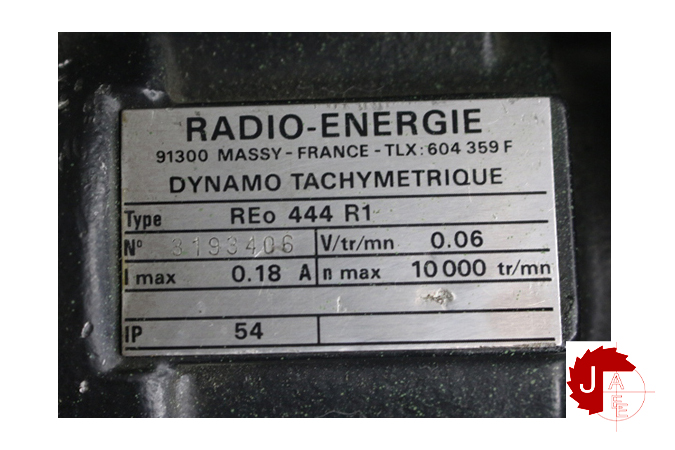 RADIO-ENERGIE
91300 MASSY - FRANCE - TLX: 604 359 F
DYNAMO TACHYMETRIQUE
Type REo 444 R1
N° 3193406 V/tr/mn 0.06
I max 0.18 A n max 10 000 tr/mn
IP 54
J